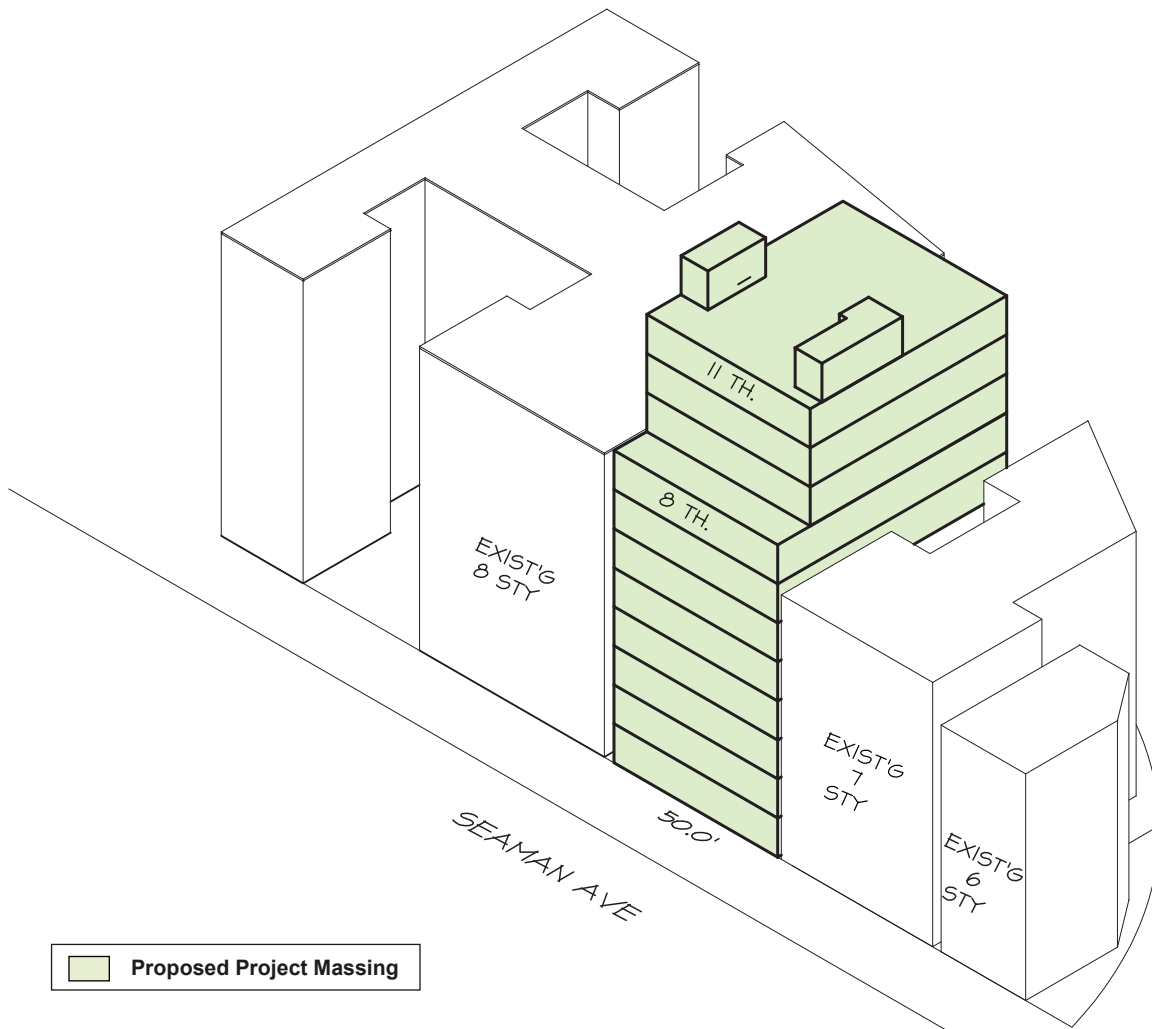 11 TH.
8 TH.
EXIST'G
8 STY
EXIST'G
7
STY
EXIST'G
6
STY
50.0'
SEAMAN AVE
Proposed Project Massing